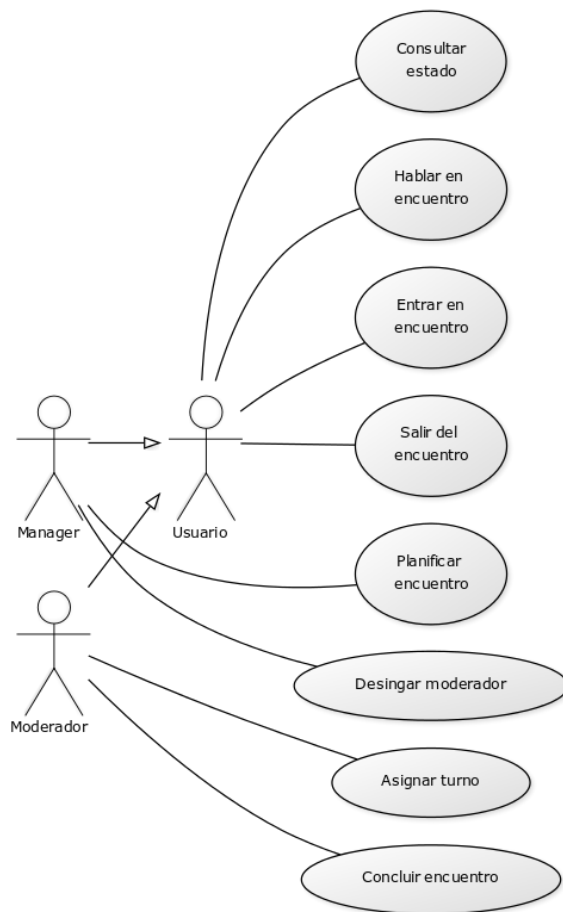 Consultar
estado
Hablar en
encuentro
Entrar en
encuentro
Salir del
encuentro
Manager
Usuario
Planificar
encuentro
Desingar moderador
Moderador
Asignar turno
Concluir encuentro